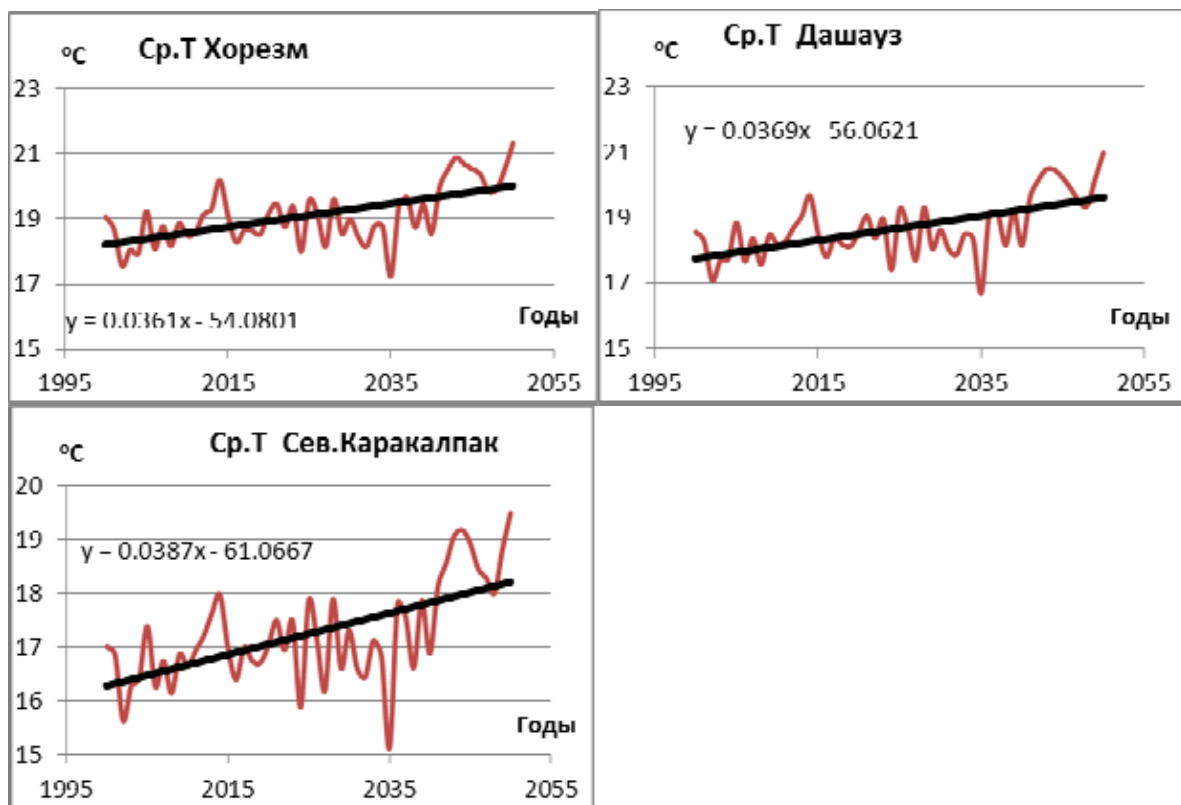 Ср.Т Хорезм
°C
23
21
19
17
15
y = 0.0361x - 54.0801
Годы
1995
2015
2035
2055
Ср.Т Дашауз
°C
23
21
19
17
15
y = 0.0369x 56.0621
Годы
1995
2015
2035
2055
Ср.Т Сев.Каракалпак
°C
20
19
18
17
16
15
y = 0.0387x - 61.0667
Годы
1995
2015
2035
2055